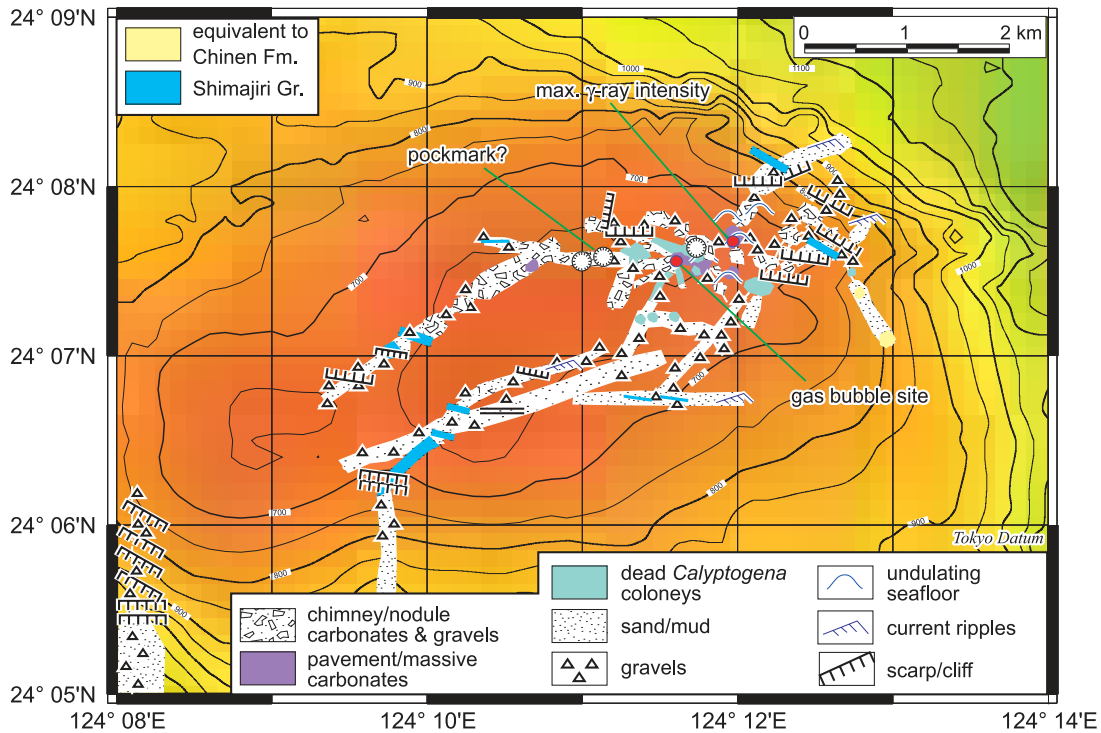 24° 09'N
equivalent to
Chinen Fm.
Shimajiri Gr.
0 1 2 km
1000
1100
900
max. γ-ray intensity
800
pockmark?
24° 08'N
700
900
800
700
1000
24° 07'N
700
gas bubble site
800
24° 06'N
700
900
Tokyo Datum
800
900
dead Calyptogena
coloneys
undulating
seafloor
chimney/nodule
carbonates & gravels
sand/mud
current ripples
pavement/massive
carbonates
gravels
scarp/cliff
24° 05'N
124° 08'E
124° 10'E
124° 12'E
124° 14'E